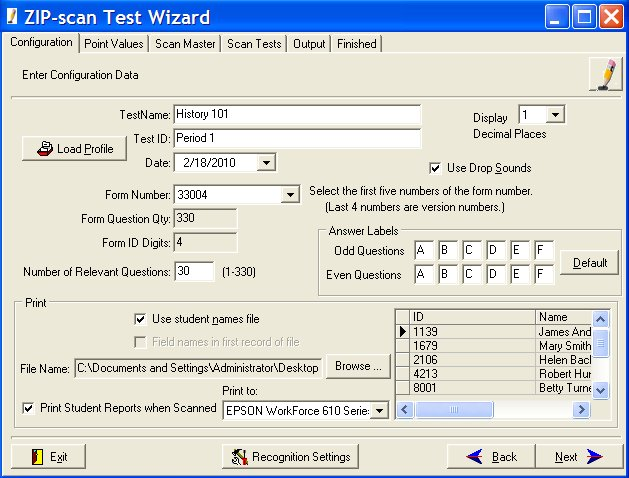 ZIP-scan Test Wizard
Configuration Point Values Scan Master Scan Tests Output Finished
Enter Configuration Data
TestName: History 101
Display 1
Decimal Places
Load Profile
Test ID: Period 1
Date: 2/18/2010
Use Drop Sounds
Form Number: 33004
Select the first five numbers of the form number.
(Last 4 numbers are version numbers.)
Form Question Qty: 330
Form ID Digits: 4
Number of Relevant Questions: 30 (1-330)
Answer Labels
Odd Questions A B C D E F
Even Questions A B C D E F
Default
Print
Use student names file
Field names in first record of file
File Name: C:\Documents and Settings\Administrator\Desktop
Browse ...
Print Student Reports when Scanned
Print to:
EPSON WorkForce 610 Series
ID Name
1139 James And
1679 Mary Smith
2106 Helen Bac
4213 Robert Hu
8001 Betty Turne
Exit Recognition Settings Back Next